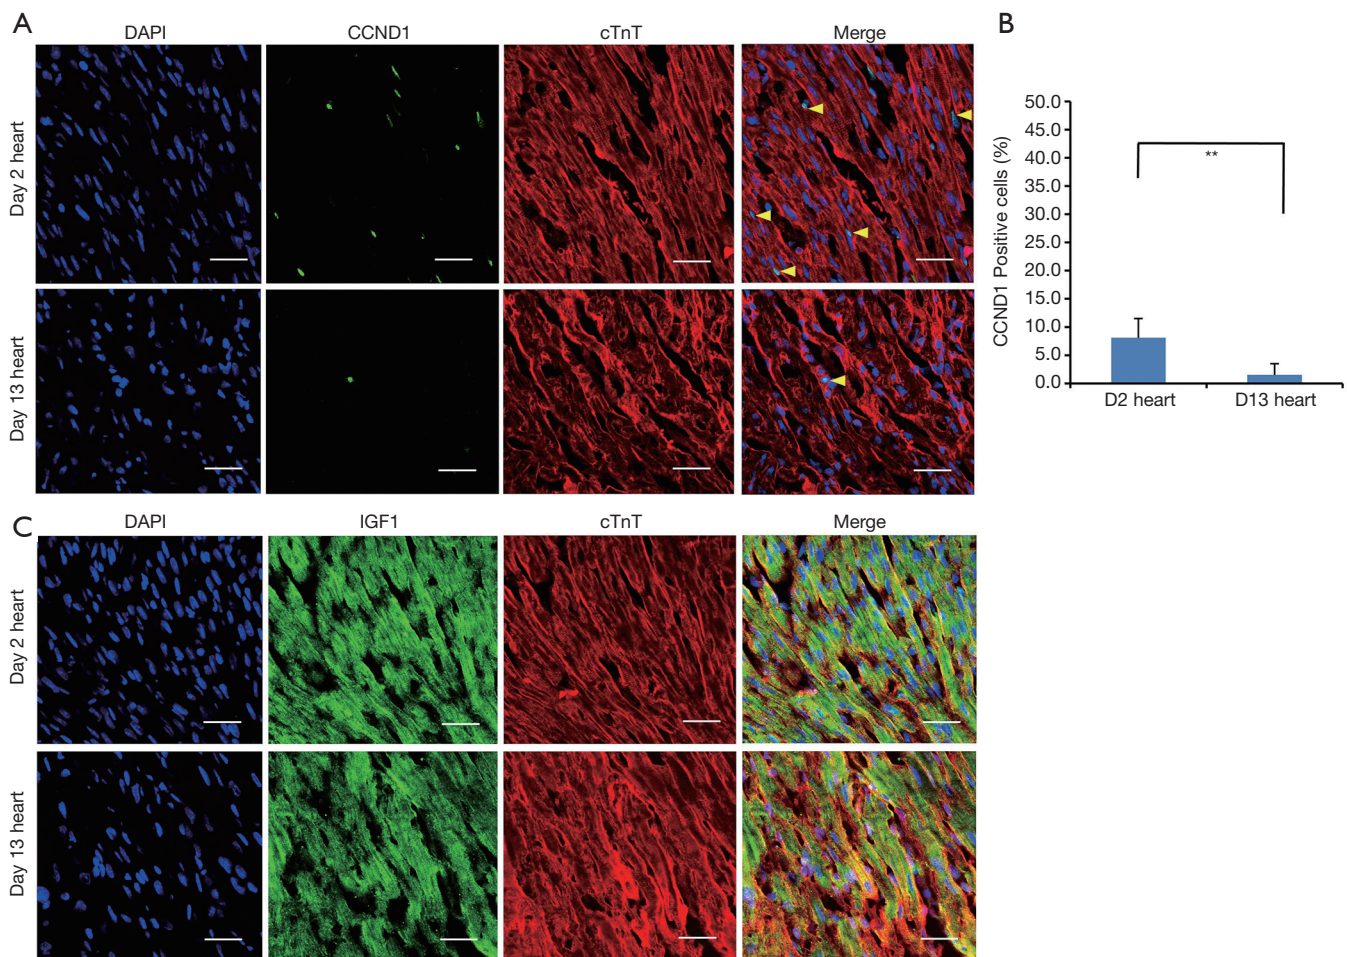 A
DAPI CCND1 cTnT Merge
Day 2 heart
Day 13 heart
B
CCND1 Positive cells (%)
50.0
45.0
40.0
35.0
30.0
25.0
20.0
15.0
10.0
5.0
0.0
**
D2 heart D13 heart
C
DAPI IGF1 cTnT Merge
Day 2 heart
Day 13 heart